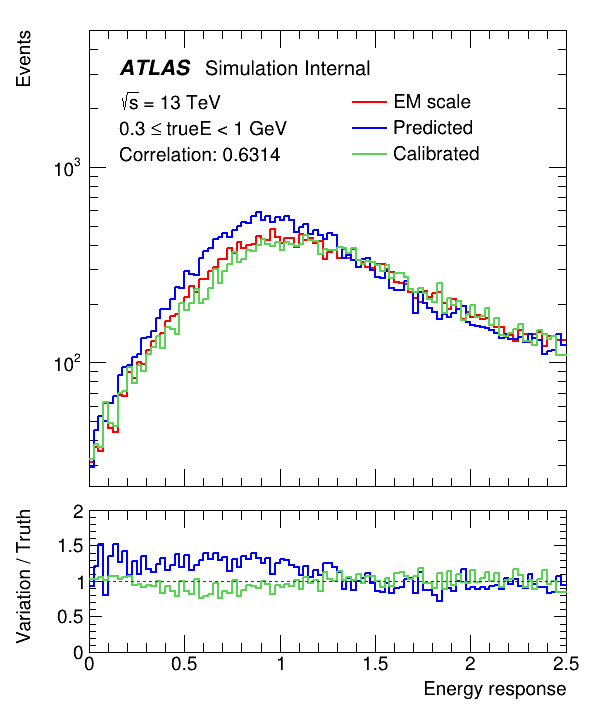 Events
ATLAS Simulation Internal
√s = 13 TeV
0.3 ≤ trueE < 1 GeV
Correlation: 0.6314
EM scale
Predicted
Calibrated
10³
10²
Variation / Truth
2
1.5
1
0.5
0
0 0.5 1 1.5 2 2.5
Energy response